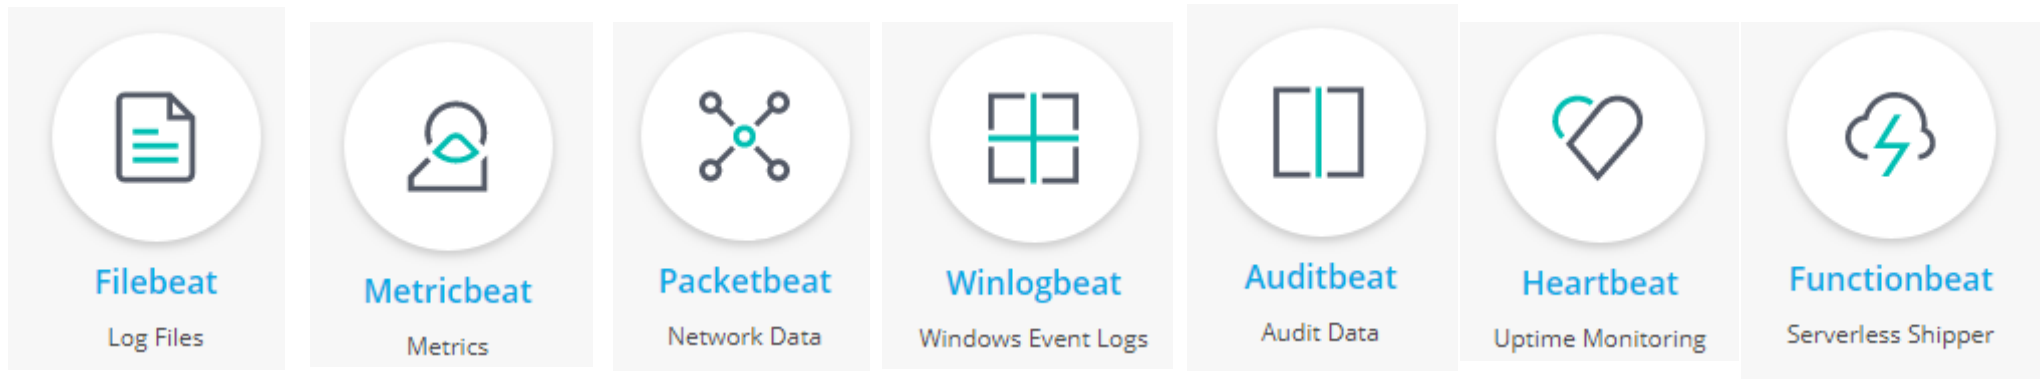 Filebeat
Log Files
Metricbeat
Metrics
Packetbeat
Network Data
Winlogbeat
Windows Event Logs
Auditbeat
Audit Data
Heartbeat
Uptime Monitoring
Functionbeat
Serverless Shipper